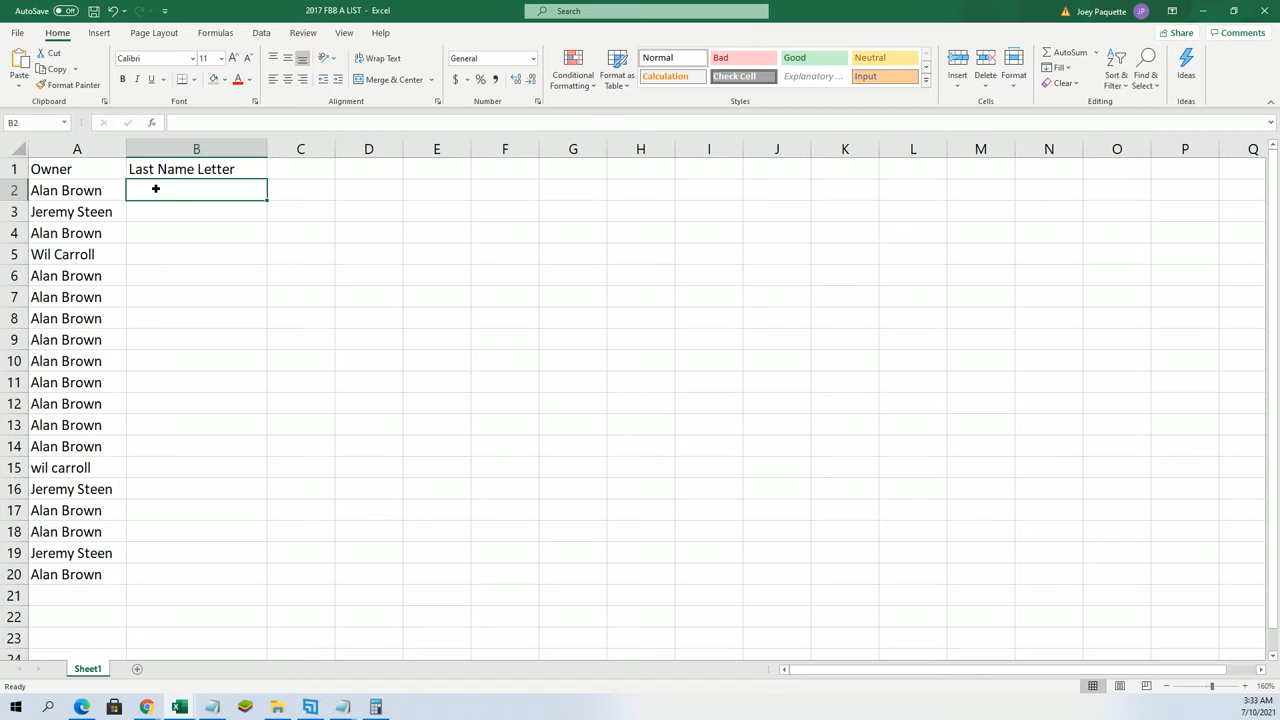 AutoSave Off 2017 FBB A LIST - Excel Search Joey Paquette JP
File Home Insert Page Layout Formulas Data Review View Help Share Comments
Paste Cut Copy Format Painter Clipboard
Calibri 11 B I U A Font
Wrap Text Merge & Center Alignment
General $ % , Number
Conditional Formatting Format as Table Normal Bad Good Neutral Calculation Check Cell Explanatory ... Input Styles
Insert Delete Format Cells
AutoSum Fill Clear Sort & Filter Find & Select Editing
Ideas Ideas
B2 fx
A B C D E F G H I J K L M N O P Q
1 Owner Last Name Letter
2 Alan Brown
3 Jeremy Steen
4 Alan Brown
5 Wil Carroll
6 Alan Brown
7 Alan Brown
8 Alan Brown
9 Alan Brown
10 Alan Brown
11 Alan Brown
12 Alan Brown
13 Alan Brown
14 Alan Brown
15 wil carroll
16 Jeremy Steen
17 Alan Brown
18 Alan Brown
19 Jeremy Steen
20 Alan Brown
21
22
23
24
Sheet1
Ready 160%
3:33 AM
7/10/2021